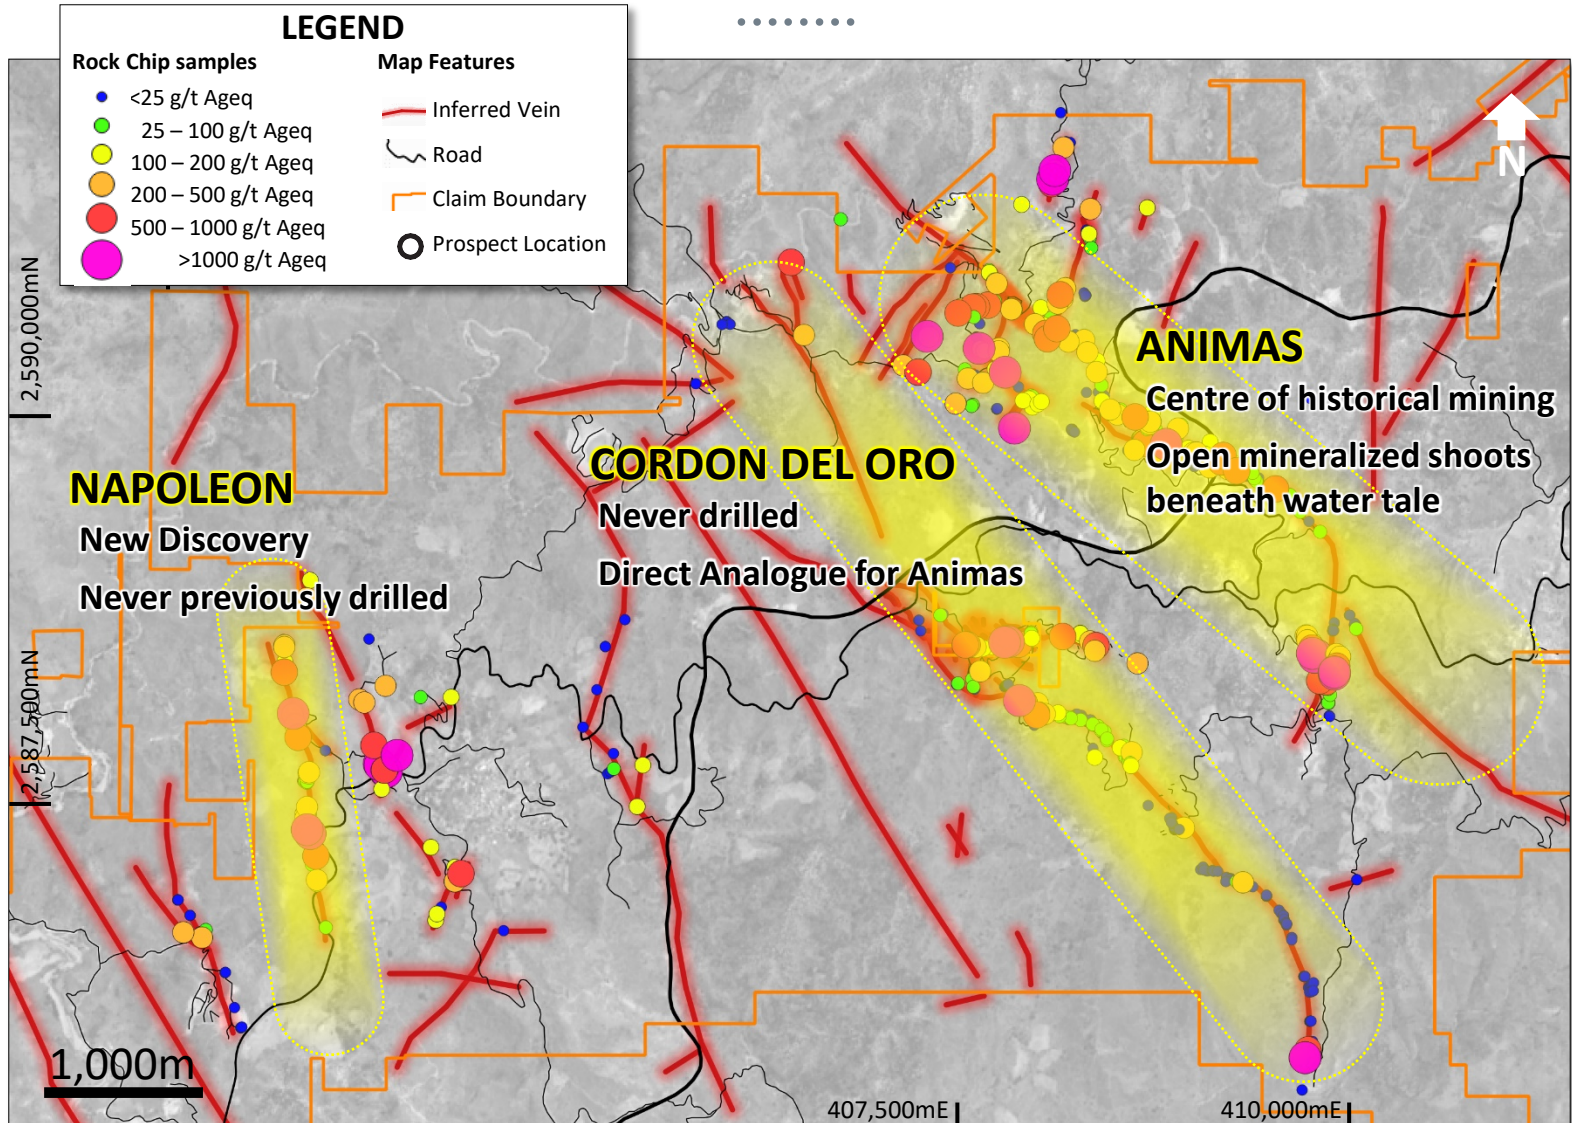 LEGEND
Rock Chip samples
Map Features
<25 g/t Ageq
25 – 100 g/t Ageq
100 – 200 g/t Ageq
200 – 500 g/t Ageq
500 – 1000 g/t Ageq
>1000 g/t Ageq
Inferred Vein
Road
Claim Boundary
Prospect Location
N
2,590,000mN
2,587,500mN
ANIMAS
Centre of historical mining
Open mineralized shoots
beneath water tale
CORDON DEL ORO
Never drilled
Direct Analogue for Animas
NAPOLEON
New Discovery
Never previously drilled
1,000m
407,500mE
410,000mE